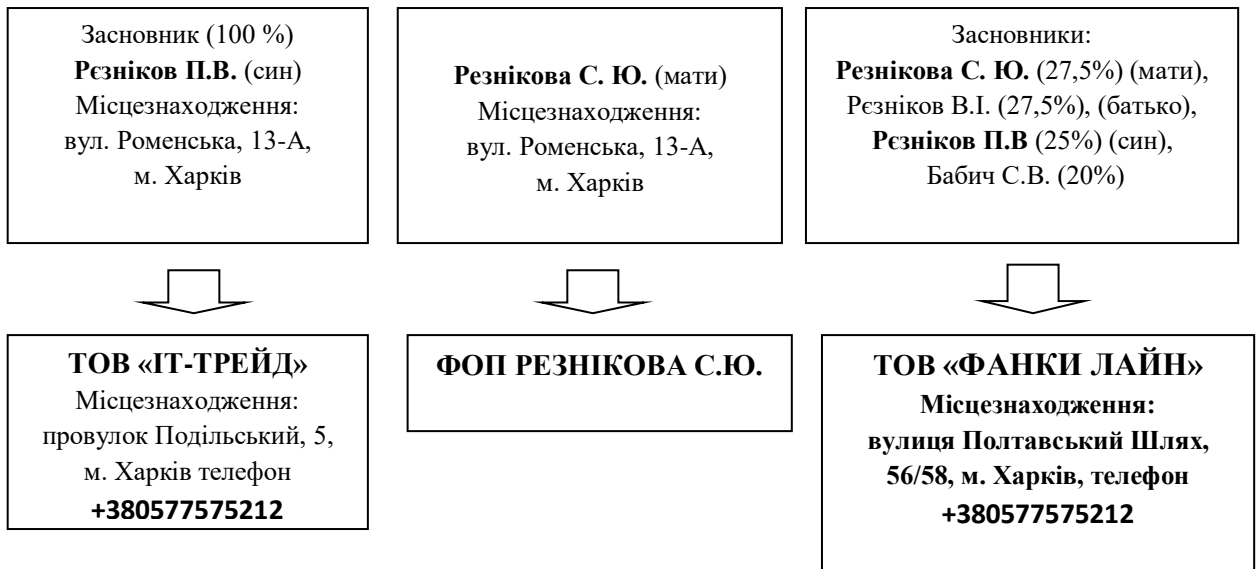 Засновник (100 %)
Рєзніков П.В. (син)
Місцезнаходження:
вул. Роменська, 13-А,
м. Харків
Резнікова С. Ю. (мати)
Місцезнаходження:
вул. Роменська, 13-А,
м. Харків
Засновники:
Резнікова С. Ю. (27,5%) (мати),
Рєзніков В.І. (27,5%), (батько),
Рєзніков П.В (25%) (син),
Бабич С.В. (20%)
ТОВ «ІТ-ТРЕЙД»
Місцезнаходження:
провулок Подільський, 5,
м. Харків телефон
+380577575212
ФОП РЕЗНІКОВА С.Ю.
ТОВ «ФАНКИ ЛАЙН»
Місцезнаходження:
вулиця Полтавський Шлях,
56/58, м. Харків, телефон
+380577575212